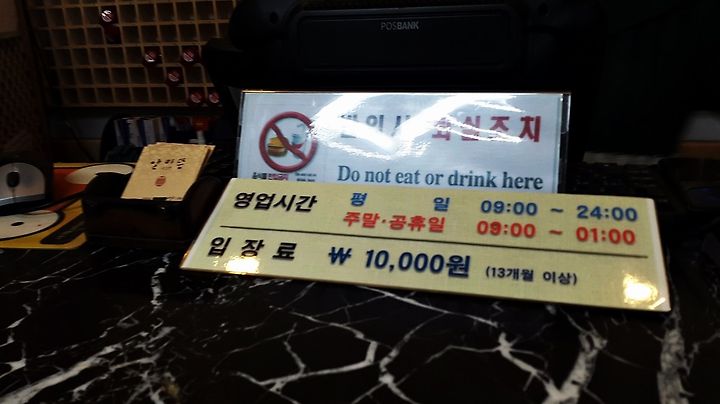 POSBANK
조치
Do not eat or drink here
영업시간 평 일 09:00 ~ 24:00
주말·공휴일 09:00 ~ 01:00
입장료 ₩ 10,000원 (13개월 이상)